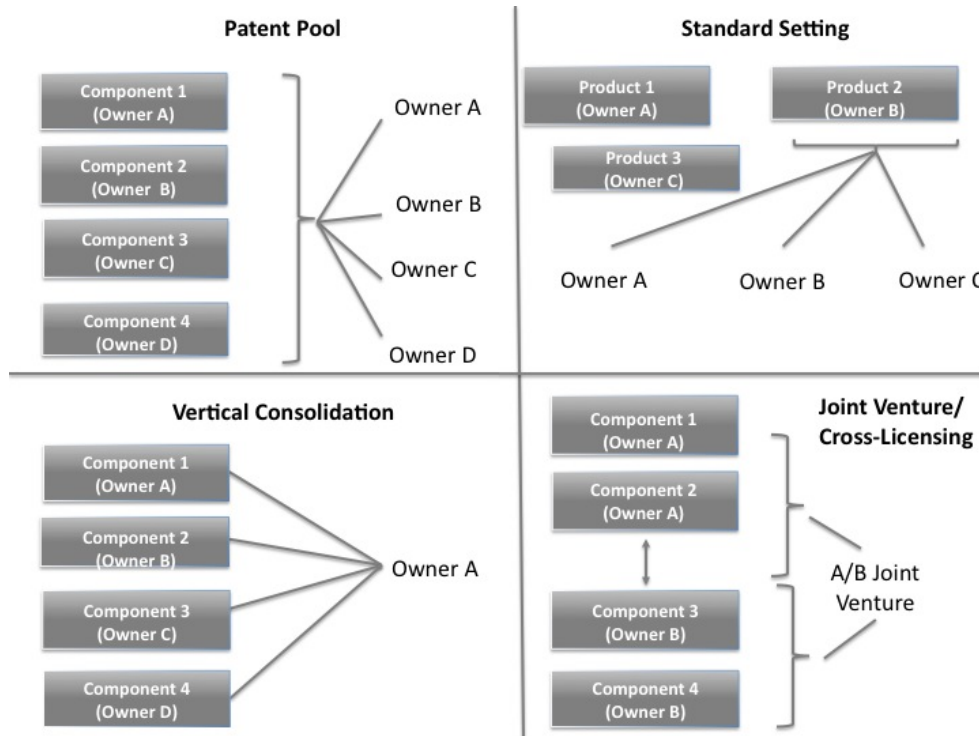 Patent Pool
Component 1
(Owner A)
Component 2
(Owner B)
Component 3
(Owner C)
Component 4
(Owner D)
Owner A
Owner B
Owner C
Owner D
Standard Setting
Product 1
(Owner A)
Product 2
(Owner B)
Product 3
(Owner C)
Owner A
Owner B
Owner C
Vertical Consolidation
Component 1
(Owner A)
Component 2
(Owner B)
Component 3
(Owner C)
Component 4
(Owner D)
Owner A
Joint Venture/
Cross-Licensing
Component 1
(Owner A)
Component 2
(Owner A)
Component 3
(Owner B)
Component 4
(Owner B)
A/B Joint
Venture